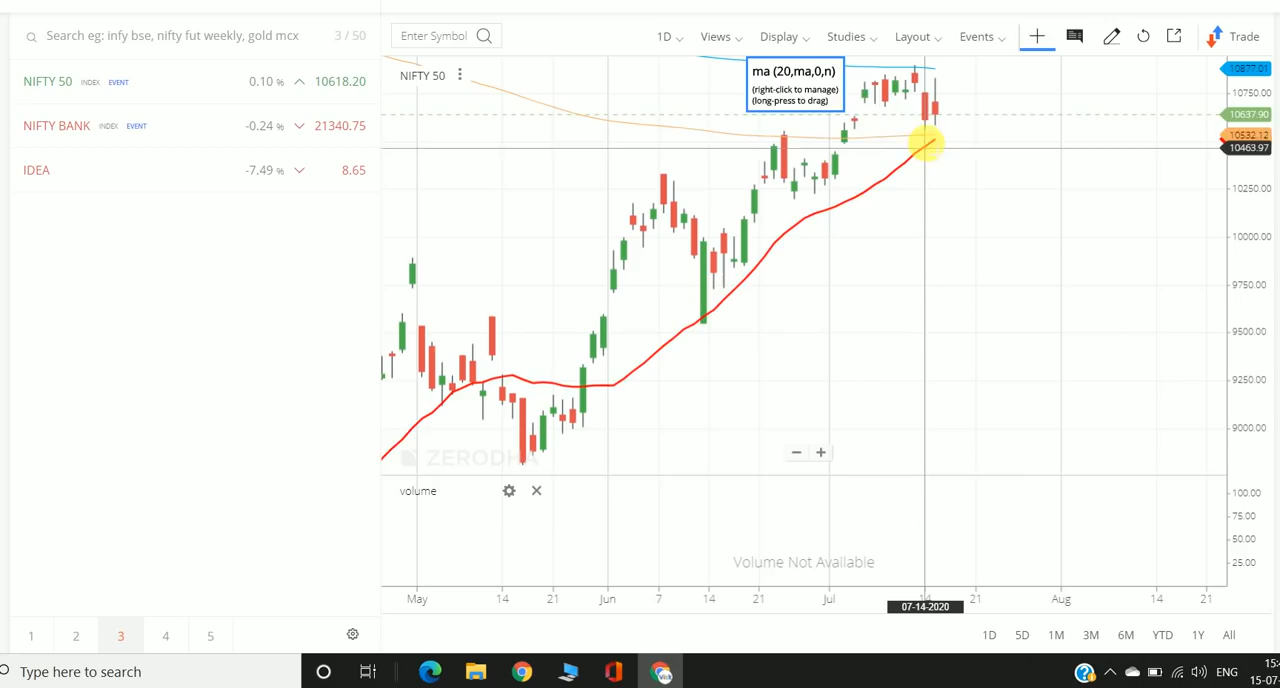 Search eg: infy bse, nifty fut weekly, gold mcx 3 / 50
Enter Symbol
1D Views Display Studies Layout Events Trade
NIFTY 50 INDEX EVENT 0.10 % 10618.20
NIFTY BANK INDEX EVENT -0.24 % 21340.75
IDEA -7.49 % 8.65
NIFTY 50
ma (20,ma,0,n)
(right-click to manage)
(long-press to drag)
10877.01
10750.00
10637.90
10532.12
10463.97
10250.00
10000.00
9750.00
9500.00
9250.00
9000.00
ZERODHA
volume
100.00
75.00
50.00
25.00
Volume Not Available
May 14 21 Jun 7 14 21 Jul 14 21 Aug 14 21
07-14-2020
1 2 3 4 5
1D 5D 1M 3M 6M YTD 1Y All
Type here to search
ENG